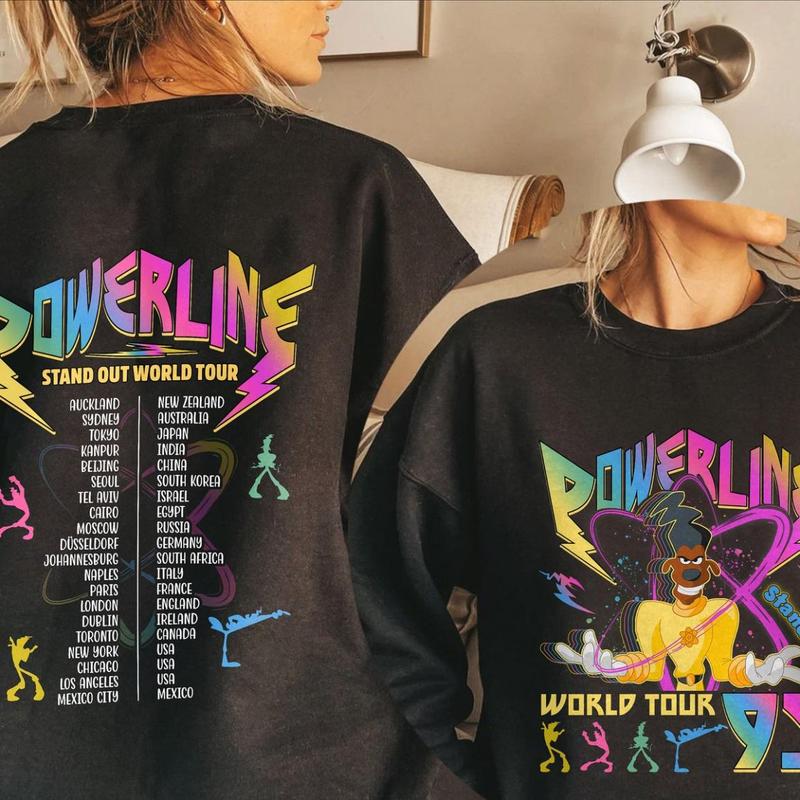 POWERLINE
STAND OUT WORLD TOUR
AUCKLAND NEW ZEALAND
SYDNEY AUSTRALIA
TOKYO JAPAN
KANPUR INDIA
BEIJING CHINA
SEOUL SOUTH KOREA
TEL AVIV ISRAEL
CAIRO EGYPT
MOSCOW RUSSIA
DÜSSELDORF GERMANY
JOHANNESBURG SOUTH AFRICA
NAPLES ITALY
PARIS FRANCE
LONDON ENGLAND
DUBLIN IRELAND
TORONTO CANADA
NEW YORK USA
CHICAGO USA
LOS ANGELES USA
MEXICO CITY MEXICO
POWERLINE
Stan
WORLD TOUR